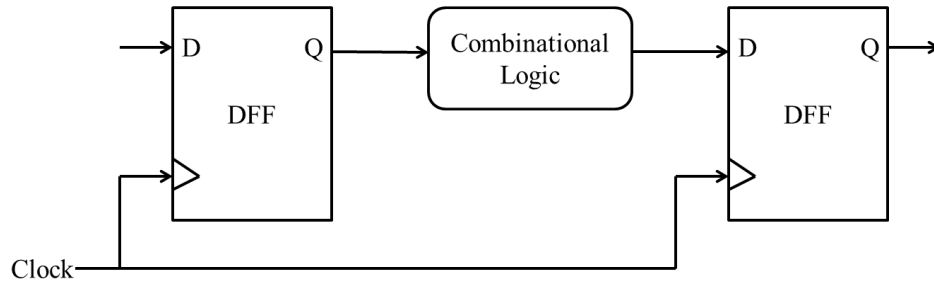 D
Q
DFF
Combinational
Logic
D
Q
DFF
Clock